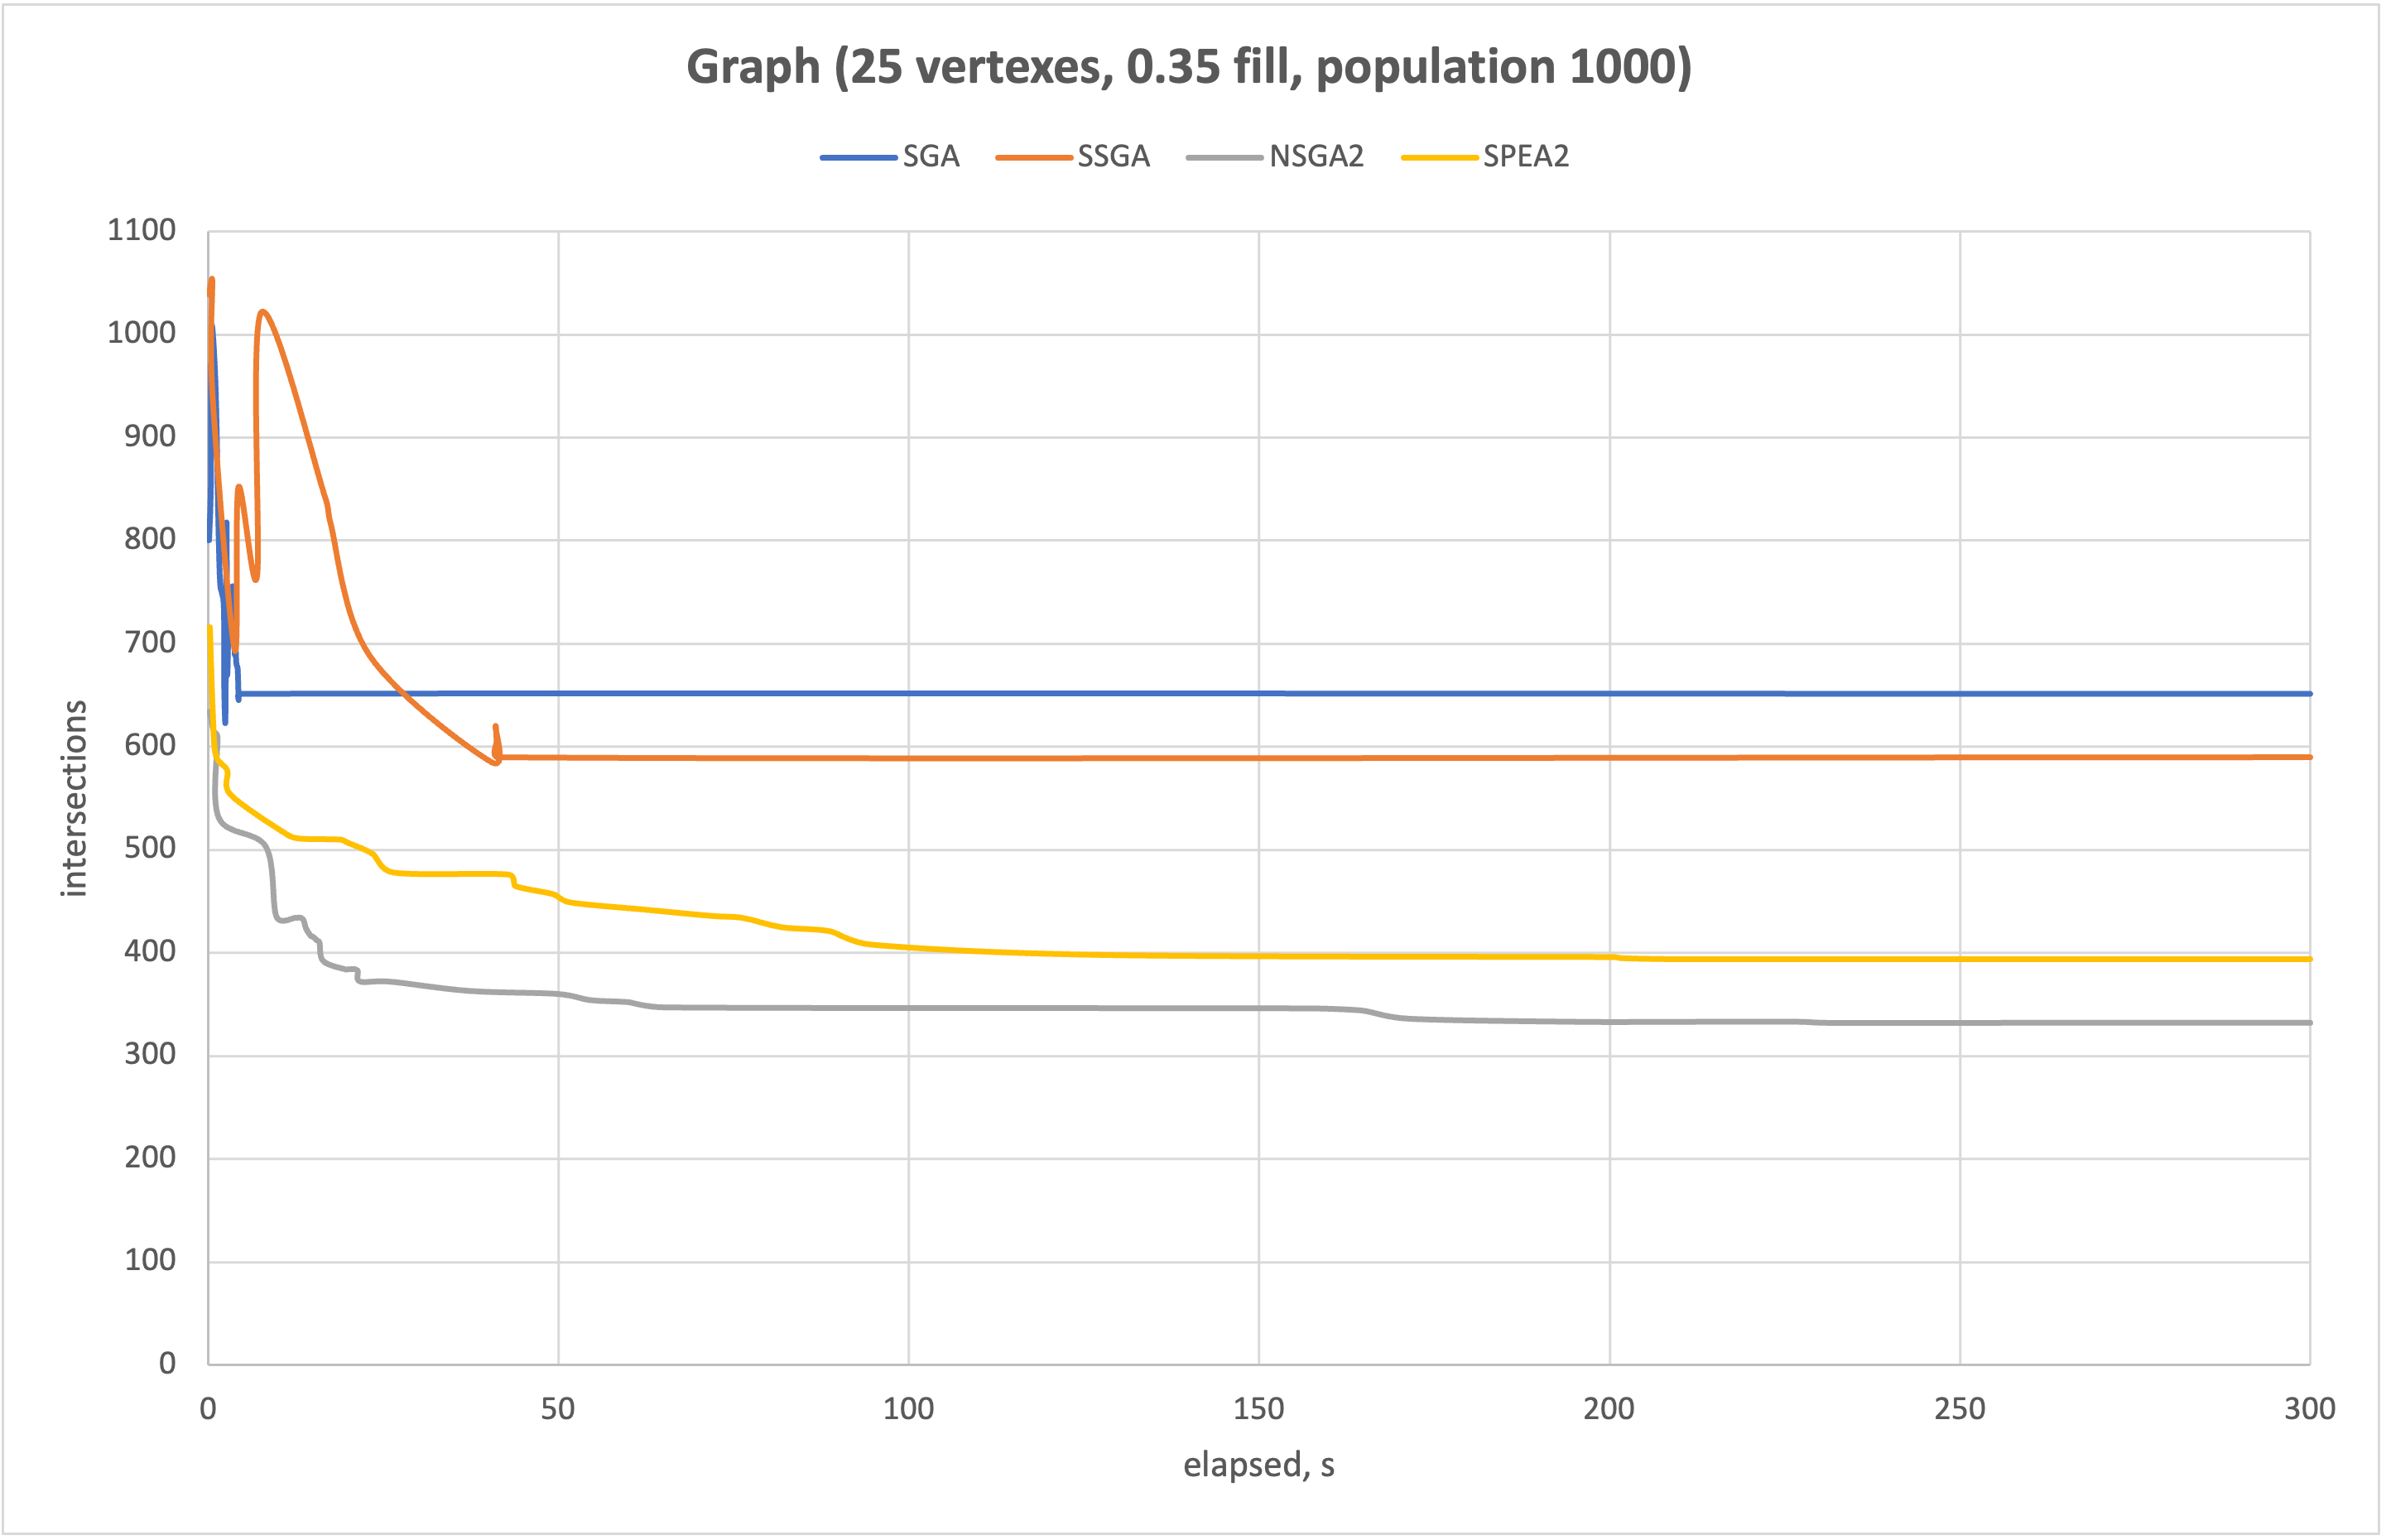 Graph (25 vertexes, 0.35 fill, population 1000)
SGA SSGA NSGA2 SPEA2
1100
1000
900
800
700
600
500
400
300
200
100
0
intersections
0 50 100 150 200 250 300
elapsed, s